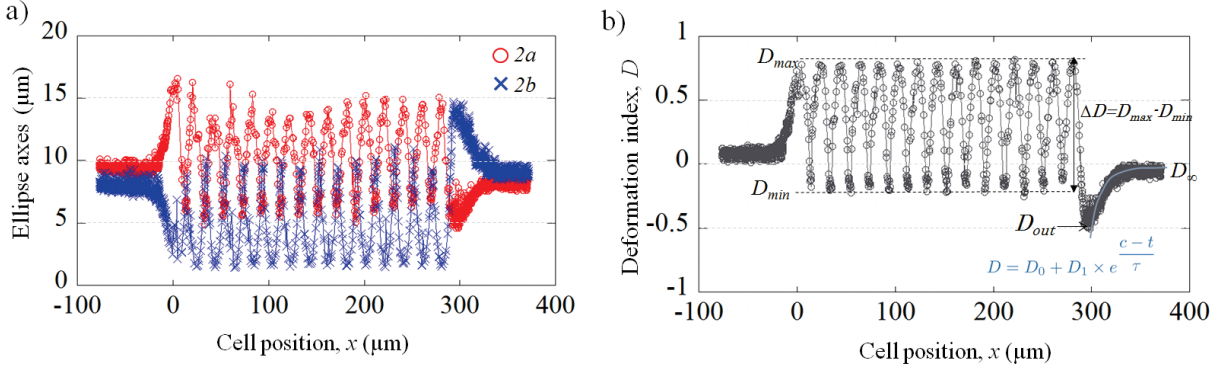 a)
20
15
10
5
0
-100
0
100
200
300
400
Ellipse axes (μm)
Cell position, x (μm)
2a
2b
b)
1
0.5
0
-0.5
-1
-100
0
100
200
300
400
Deformation index, D
Cell position, x (μm)
Dmax
ΔD=Dmax-Dmin
Dmin
D∞
Dout
D = D0 + D1 × e^((c − t)/τ)